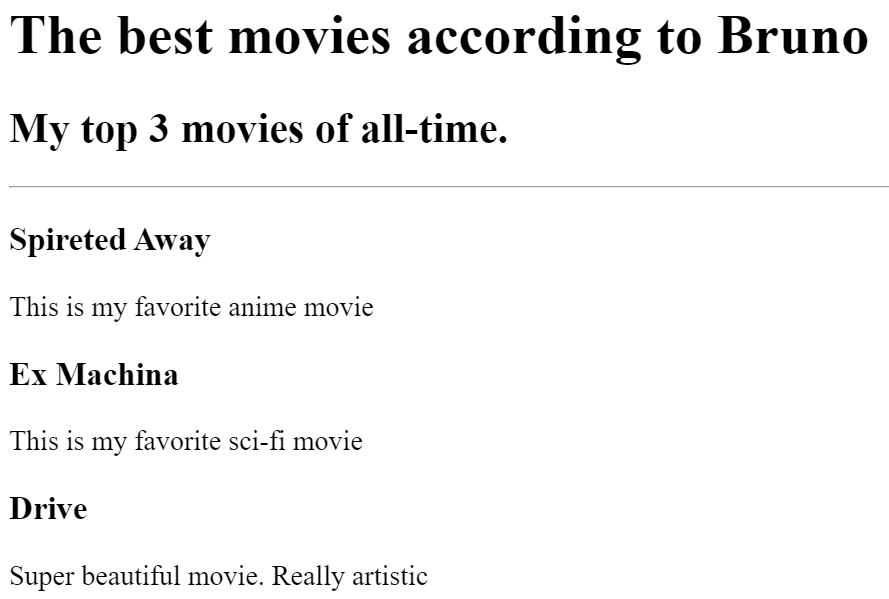 The best movies according to Bruno
My top 3 movies of all-time.
Spireted Away
This is my favorite anime movie
Ex Machina
This is my favorite sci-fi movie
Drive
Super beautiful movie. Really artistic